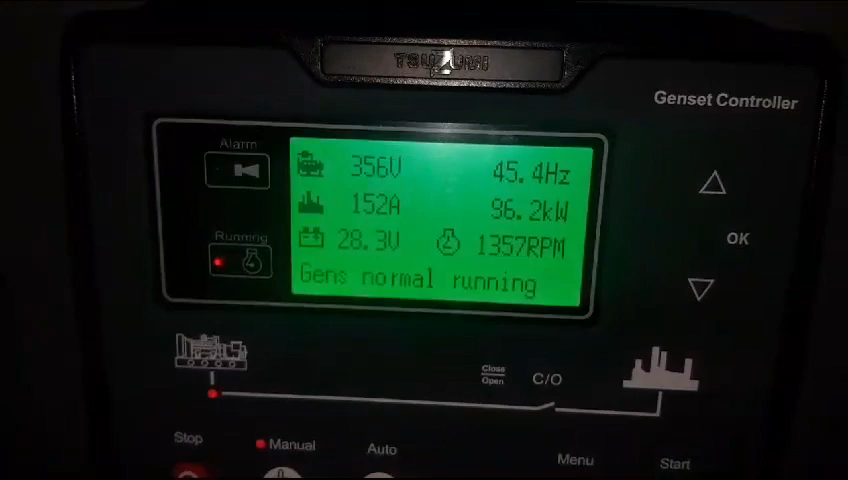 TSUZUMI
Genset Controller
Alarm
356V 45.4Hz
152A 96.2kW
Running
28.3V 1357RPM
Gens normal running
OK
Close
Open
C/O
Stop
Manual
Auto
Menu
Start